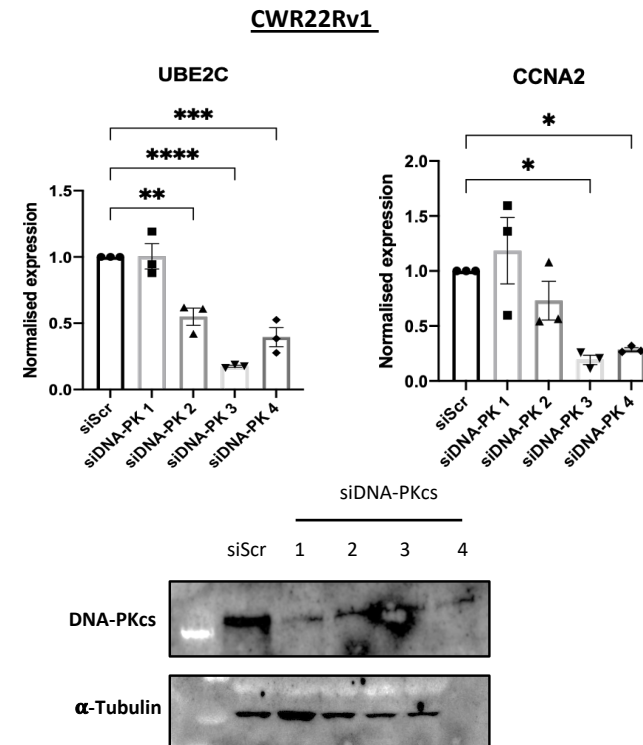 CWR22Rv1
UBE2C
***
****
**
Normalised expression
1.5
1.0
0.5
0.0
siScr
siDNA-PK 1
siDNA-PK 2
siDNA-PK 3
siDNA-PK 4
CCNA2
*
*
Normalised expression
2.0
1.5
1.0
0.5
0.0
siScr
siDNA-PK 1
siDNA-PK 2
siDNA-PK 3
siDNA-PK 4
siDNA-PKcs
siScr 1 2 3 4
DNA-PKcs
α-Tubulin